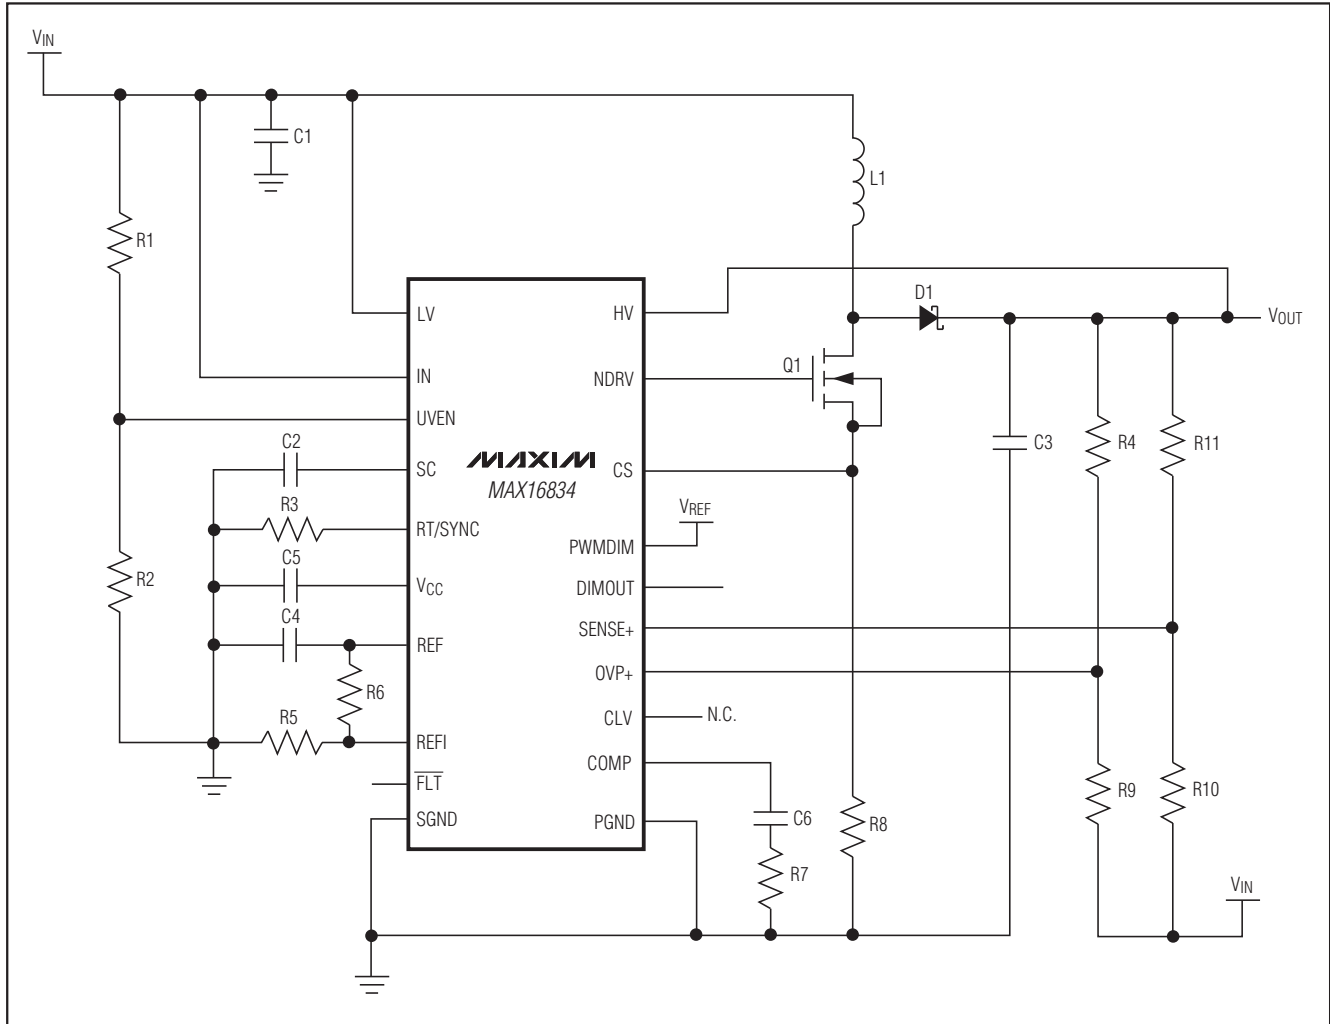 VIN
C1
L1
R1
D1
LV
HV
VOUT
Q1
IN
NDRV
UVEN
C2
C3
R4
R11
SC
MAXIM
CS
MAX16834
R3
VREF
RT/SYNC
PWMDIM
C5
R2
VCC
DIMOUT
C4
SENSE+
REF
OVP+
R6
R5
CLV
N.C.
REFI
COMP
FLT
R9
R10
SGND
PGND
C6
R8
R7
VIN